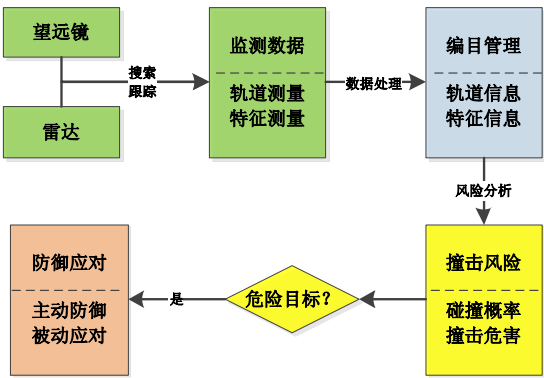 望远镜
雷达
搜索
跟踪
监测数据
轨道测量
特征测量
数据处理
编目管理
轨道信息
特征信息
风险分析
撞击风险
碰撞概率
撞击危害
危险目标？
是
防御应对
主动防御
被动应对